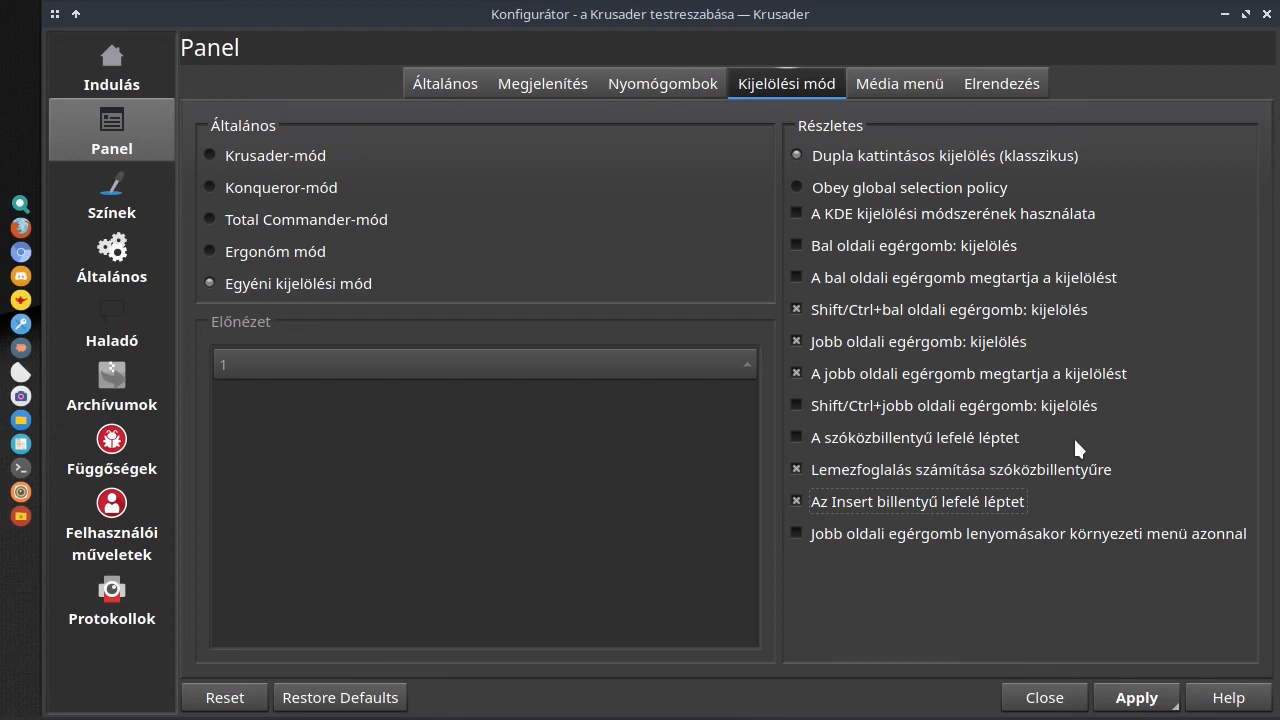 Konfigurátor - a Krusader testreszabása — Krusader
Indulás
Panel
Színek
Általános
Haladó
Archívumok
Függőségek
Felhasználói
műveletek
Protokollok
Panel
Általános
Megjelenítés
Nyomógombok
Kijelölési mód
Média menü
Elrendezés
Általános
Krusader-mód
Konqueror-mód
Total Commander-mód
Ergonóm mód
Egyéni kijelölési mód
Előnézet
1
Részletes
Dupla kattintásos kijelölés (klasszikus)
Obey global selection policy
A KDE kijelölési módszerének használata
Bal oldali egérgomb: kijelölés
A bal oldali egérgomb megtartja a kijelölést
Shift/Ctrl+bal oldali egérgomb: kijelölés
Jobb oldali egérgomb: kijelölés
A jobb oldali egérgomb megtartja a kijelölést
Shift/Ctrl+jobb oldali egérgomb: kijelölés
A szóközbillentyű lefelé léptet
Lemezfoglalás számítása szóközbillentyűre
Az Insert billentyű lefelé léptet
Jobb oldali egérgomb lenyomásakor környezeti menü azonnal
Reset
Restore Defaults
Close
Apply
Help